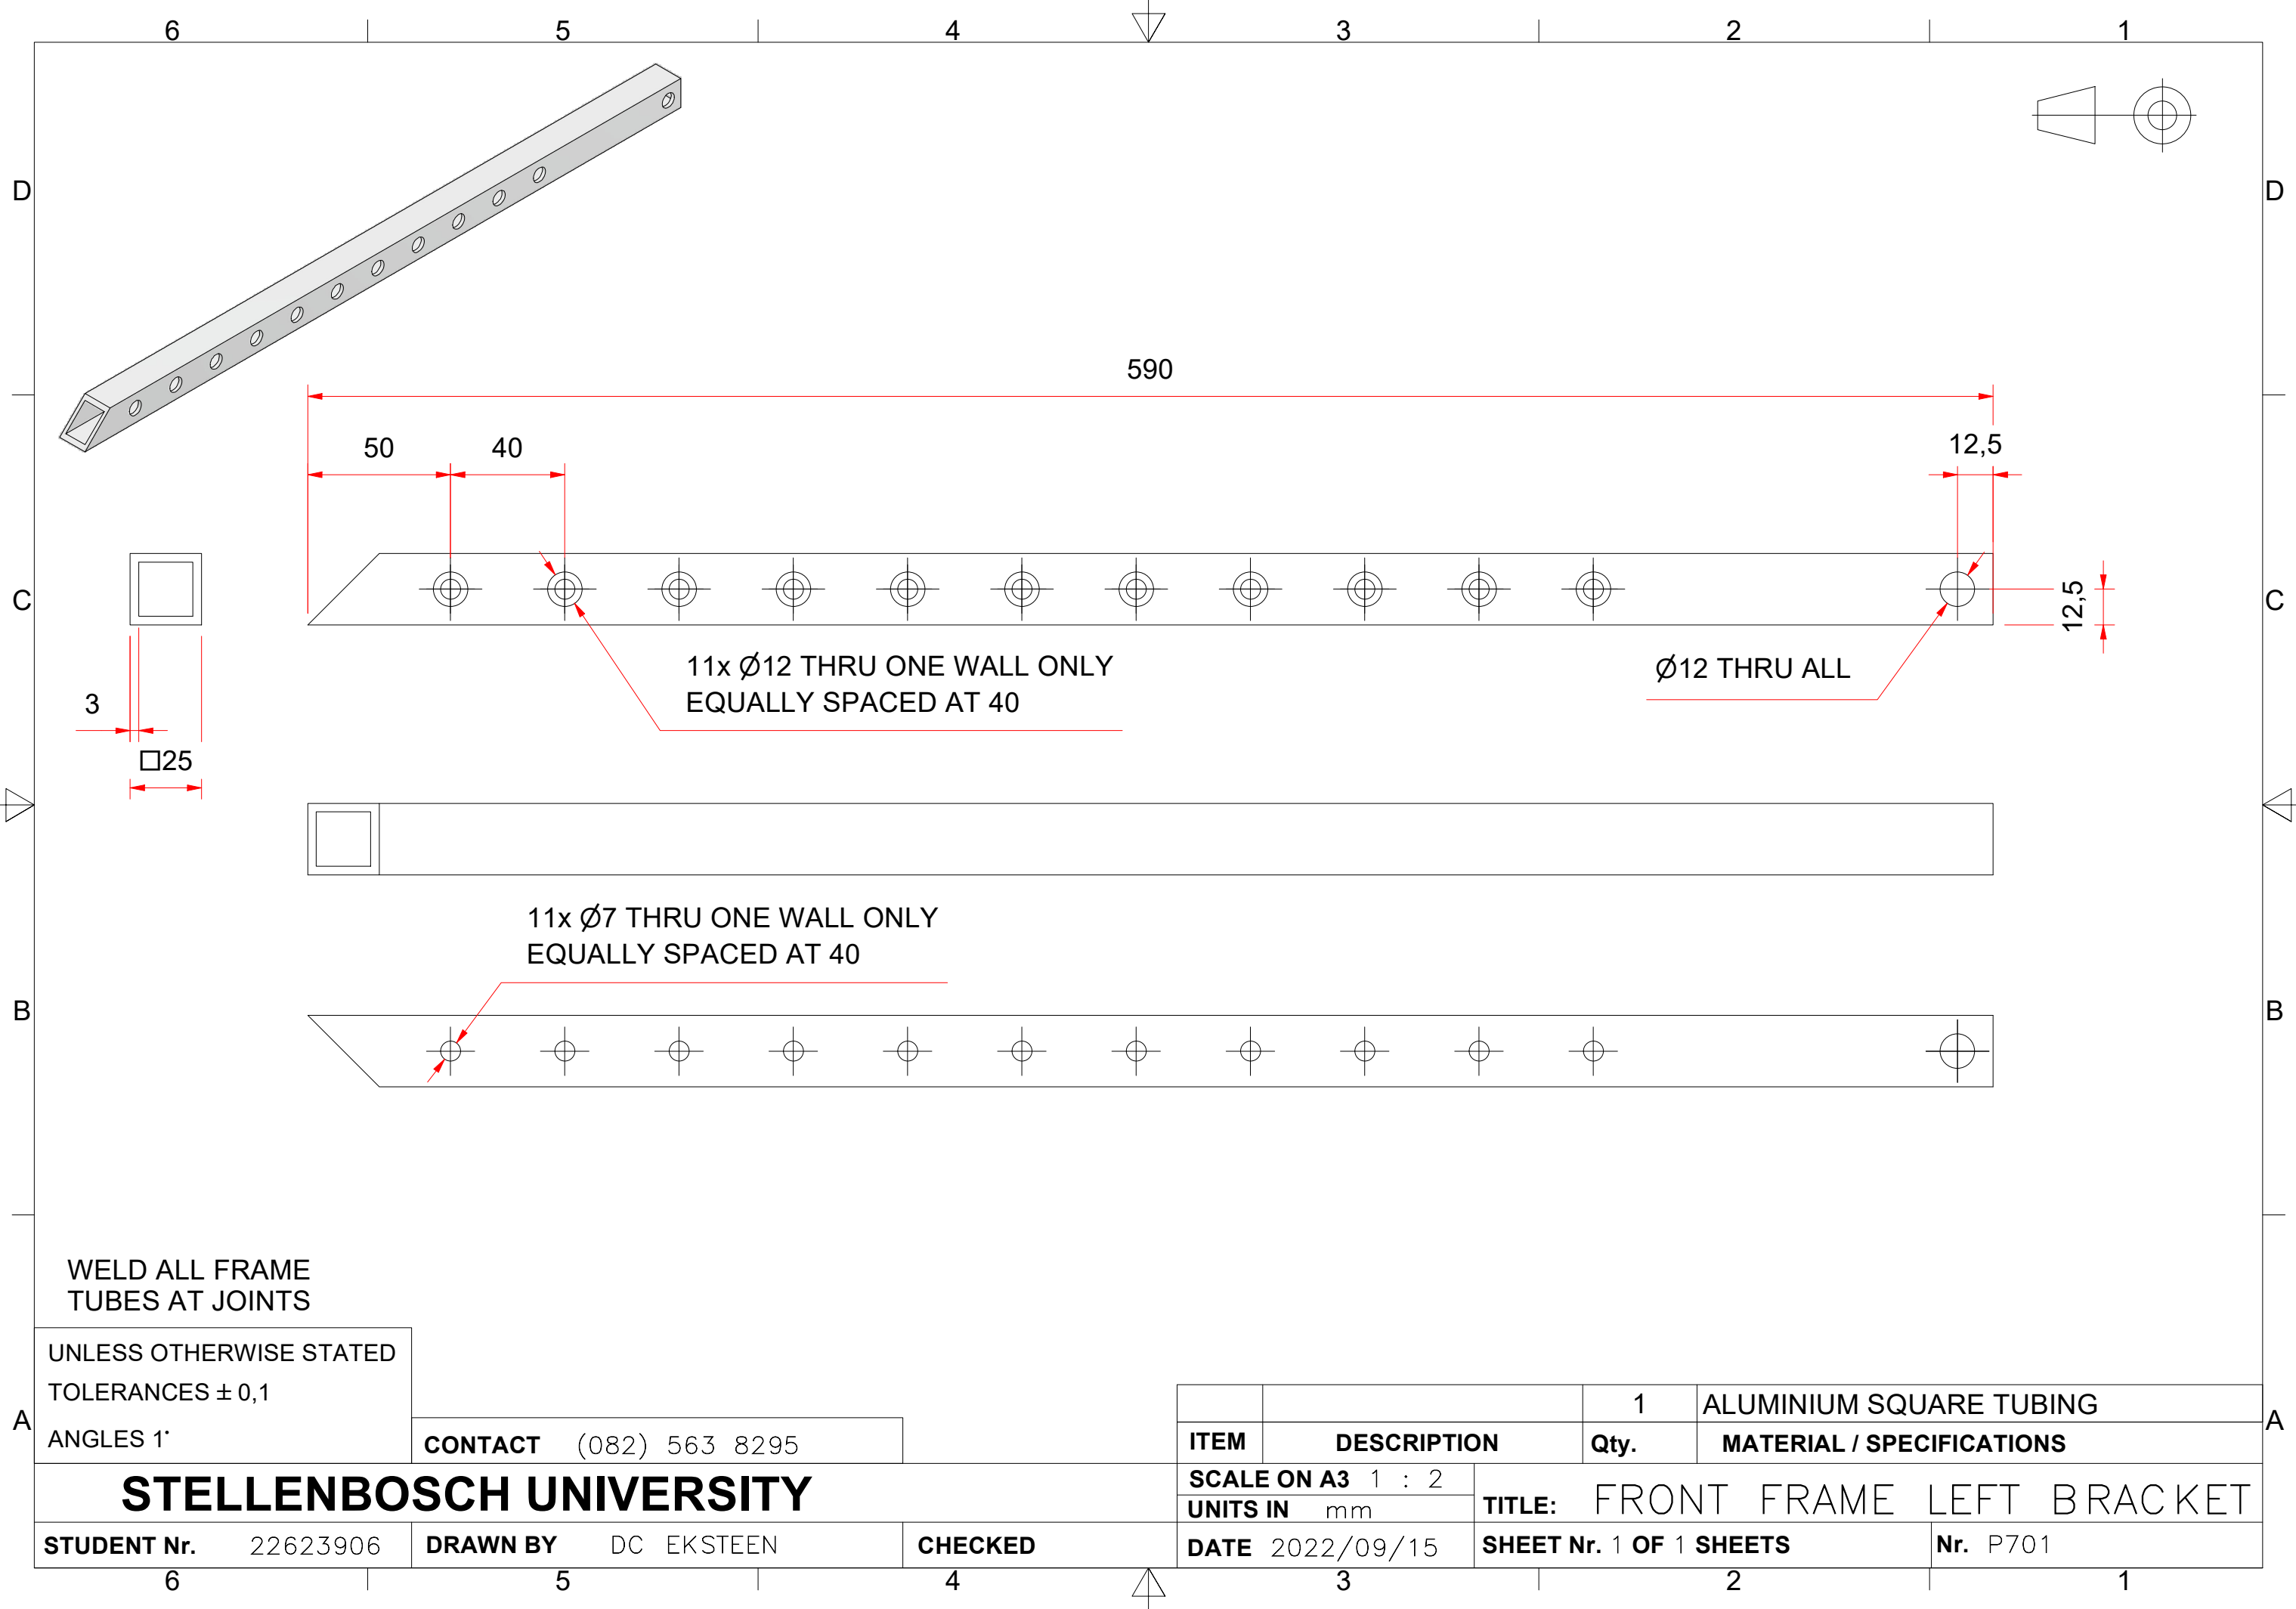 6 5 4 3 2 1
D D
590
50 40 12,5
C C
12,5
11x Ø12 THRU ONE WALL ONLY
EQUALLY SPACED AT 40
Ø12 THRU ALL
3
□25
11x Ø7 THRU ONE WALL ONLY
EQUALLY SPACED AT 40
B B
WELD ALL FRAME
TUBES AT JOINTS
UNLESS OTHERWISE STATED
TOLERANCES ± 0,1
ANGLES 1°
A A
CONTACT (082) 563 8295
1 ALUMINIUM SQUARE TUBING
ITEM DESCRIPTION Qty. MATERIAL / SPECIFICATIONS
STELLENBOSCH UNIVERSITY
SCALE ON A3 1 : 2
UNITS IN mm
TITLE: FRONT FRAME LEFT BRACKET
STUDENT Nr. 22623906 DRAWN BY DC EKSTEEN CHECKED
DATE 2022/09/15 SHEET Nr. 1 OF 1 SHEETS Nr. P701
6 5 4 3 2 1